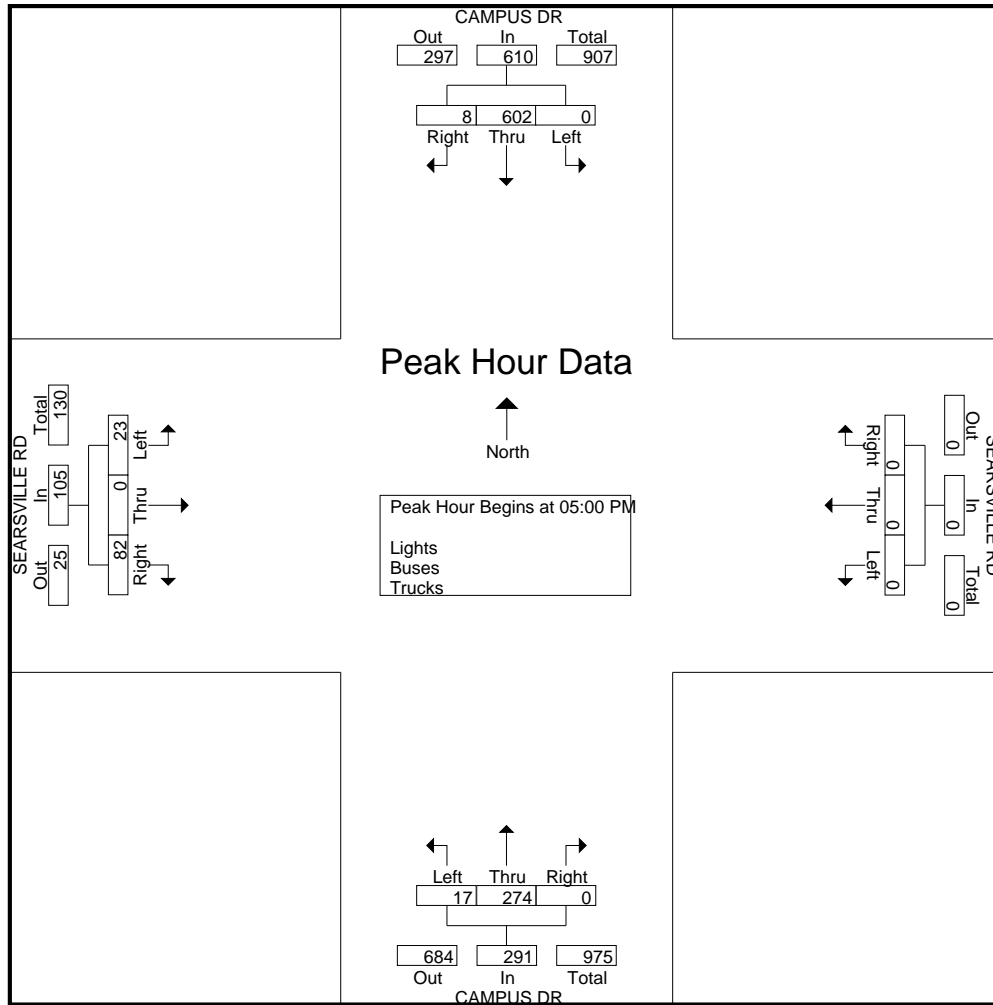 CAMPUS DR
Out In Total
297 610 907
8 602 0
Right Thru Left
Peak Hour Data
North
Peak Hour Begins at 05:00 PM
Lights
Buses
Trucks
SEARSVILLE RD
Total In Out
130 105 25
23 0 82
Left Thru Right
SEARSVILLE RD
Out In Total
0 0 0
0 0 0
Right Thru Left
Left Thru Right
17 274 0
684 291 975
Out In Total
CAMPUS DR